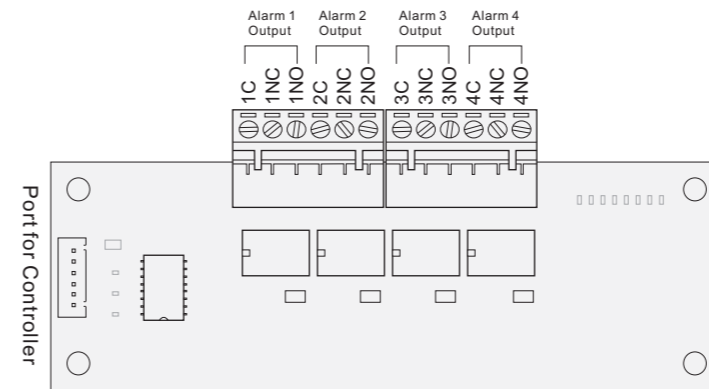 Alarm 1 Output
Alarm 2 Output
Alarm 3 Output
Alarm 4 Output
1C
1NC
1NO
2C
2NC
2NO
3C
3NC
3NO
4C
4NC
4NO
Port for Controller